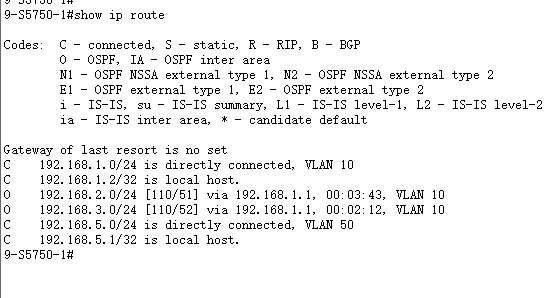 9-S5750-1#
9-S5750-1#show ip route
Codes:  C - connected, S - static, R - RIP, B - BGP
O - OSPF, IA - OSPF inter area
N1 - OSPF NSSA external type 1, N2 - OSPF NSSA external type 2
E1 - OSPF external type 1, E2 - OSPF external type 2
i - IS-IS, su - IS-IS summary, L1 - IS-IS level-1, L2 - IS-IS level-2
ia - IS-IS inter area, * - candidate default
Gateway of last resort is no set
C    192.168.1.0/24 is directly connected, VLAN 10
C    192.168.1.2/32 is local host.
O    192.168.2.0/24 [110/51] via 192.168.1.1, 00:03:43, VLAN 10
O    192.168.3.0/24 [110/52] via 192.168.1.1, 00:02:12, VLAN 10
C    192.168.5.0/24 is directly connected, VLAN 50
C    192.168.5.1/32 is local host.
9-S5750-1#